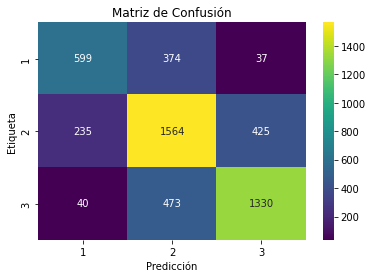 Matriz de Confusión
Etiqueta
1 599 374 37
2 235 1564 425
3 40 473 1330
1 2 3
Predicción
1400
1200
1000
800
600
400
200